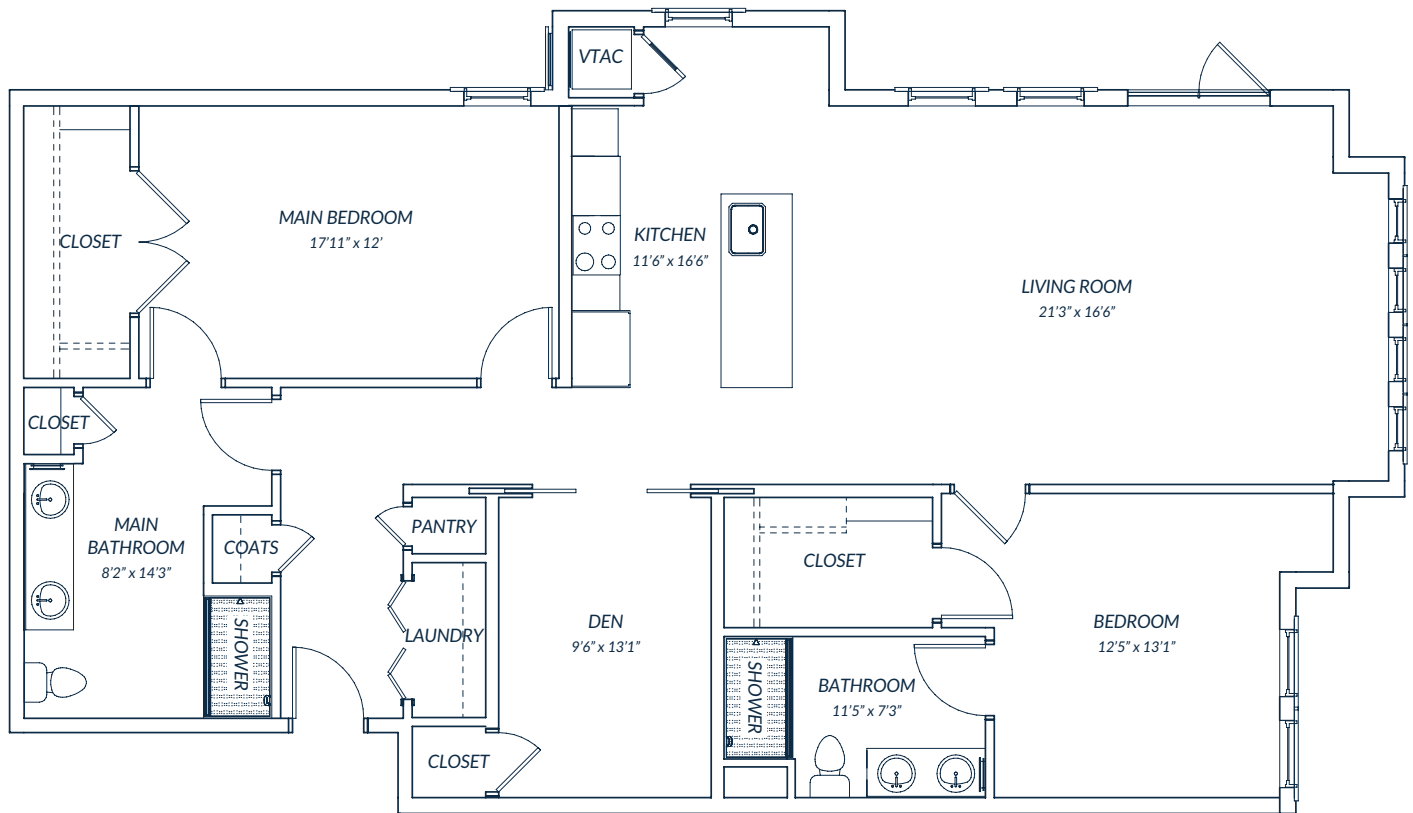 VTAC
MAIN BEDROOM
17'11" x 12'
CLOSET
KITCHEN
11'6" x 16'6"
LIVING ROOM
21'3" x 16'6"
CLOSET
MAIN
BATHROOM
8'2" x 14'3"
COATS
PANTRY
SHOWER
LAUNDRY
CLOSET
DEN
9'6" x 13'1"
CLOSET
SHOWER
BATHROOM
11'5" x 7'3"
BEDROOM
12'5" x 13'1"